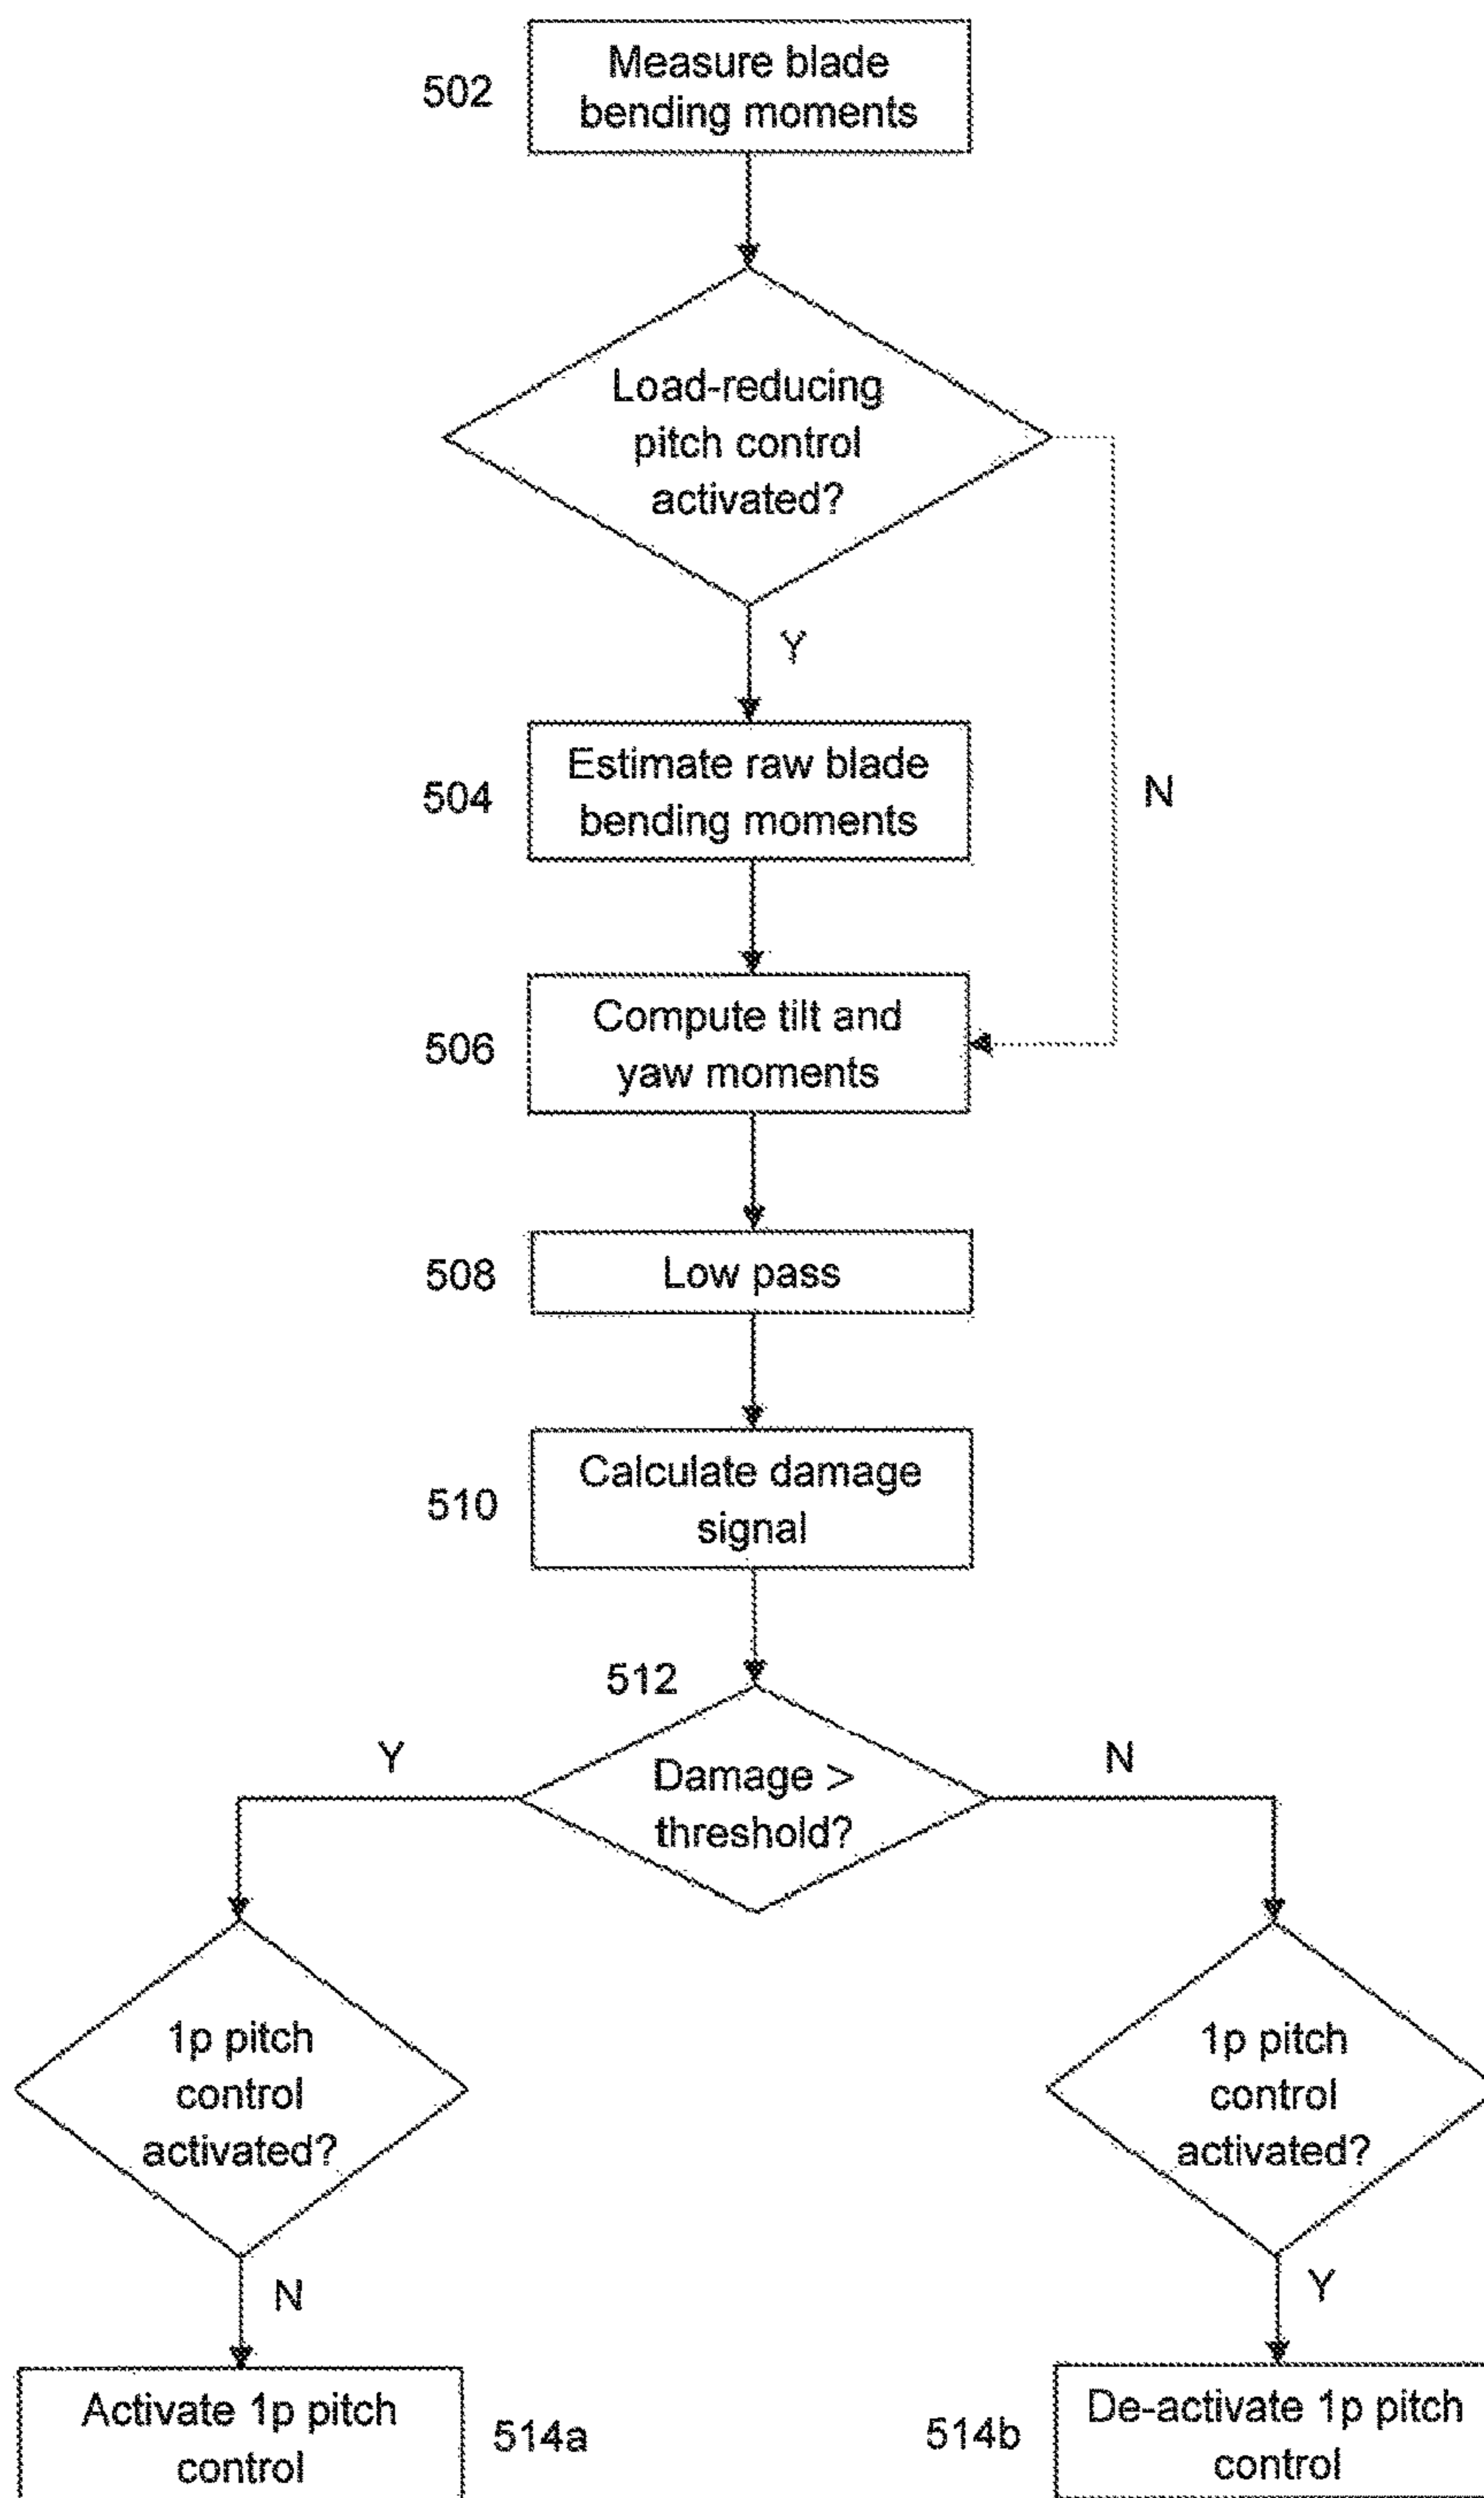 502
Measure blade
bending moments
Load-reducing
pitch control
activated?
Y
N
504
Estimate raw blade
bending moments
506
Compute tilt and
yaw moments
508
Low pass
510
Calculate damage
signal
512
Damage >
threshold?
Y
N
1p pitch
control
activated?
1p pitch
control
activated?
N
Y
Activate 1p pitch
control
514a
514b
De-activate 1p pitch
control